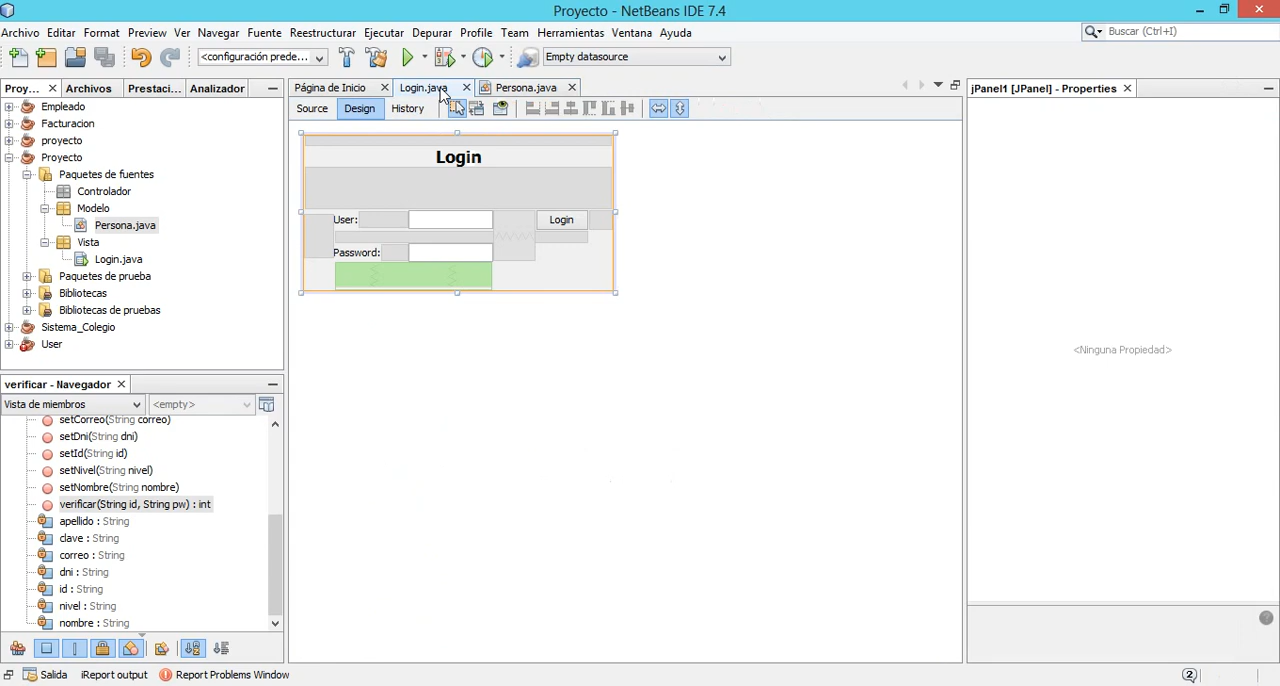 Proyecto - NetBeans IDE 7.4
Archivo Editar Format Preview Ver Navegar Fuente Reestructurar Ejecutar Depurar Profile Team Herramientas Ventana Ayuda
Buscar (Ctrl+I)
<configuración prede...
Empty datasource
Proy...
Archivos
Prestaci...
Analizador
Página de Inicio
Login.java
Persona.java
jPanel1 [JPanel] - Properties
Source
Design
History
Empleado
Facturacion
proyecto
Proyecto
Paquetes de fuentes
Controlador
Modelo
Persona.java
Vista
Login.java
Paquetes de prueba
Bibliotecas
Bibliotecas de pruebas
Sistema_Colegio
User
Login
User:
Login
Password:
<Ninguna Propiedad>
verificar - Navegador
Vista de miembros
<empty>
setCorreo(String correo)
setDni(String dni)
setId(String id)
setNivel(String nivel)
setNombre(String nombre)
verificar(String id, String pw) : int
apellido : String
clave : String
correo : String
dni : String
id : String
nivel : String
nombre : String
Salida
iReport output
Report Problems Window
2